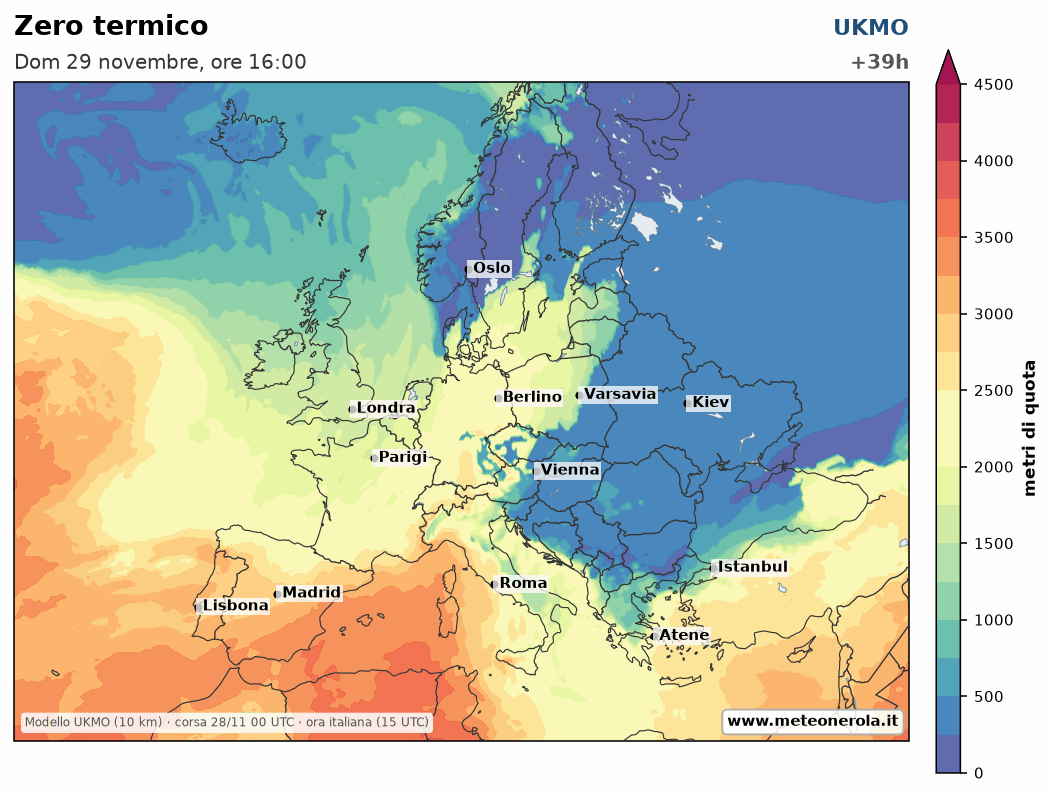 Zero termico
UKMO
Dom 29 novembre, ore 16:00
+39h
4500
4000
3500
3000
2500
2000
1500
1000
500
0
metri di quota
Oslo
Berlino
Varsavia
Kiev
Londra
Parigi
Vienna
Istanbul
Roma
Madrid
Lisbona
Atene
Modello UKMO (10 km) · corsa 28/11 00 UTC · ora italiana (15 UTC)
www.meteonerola.it